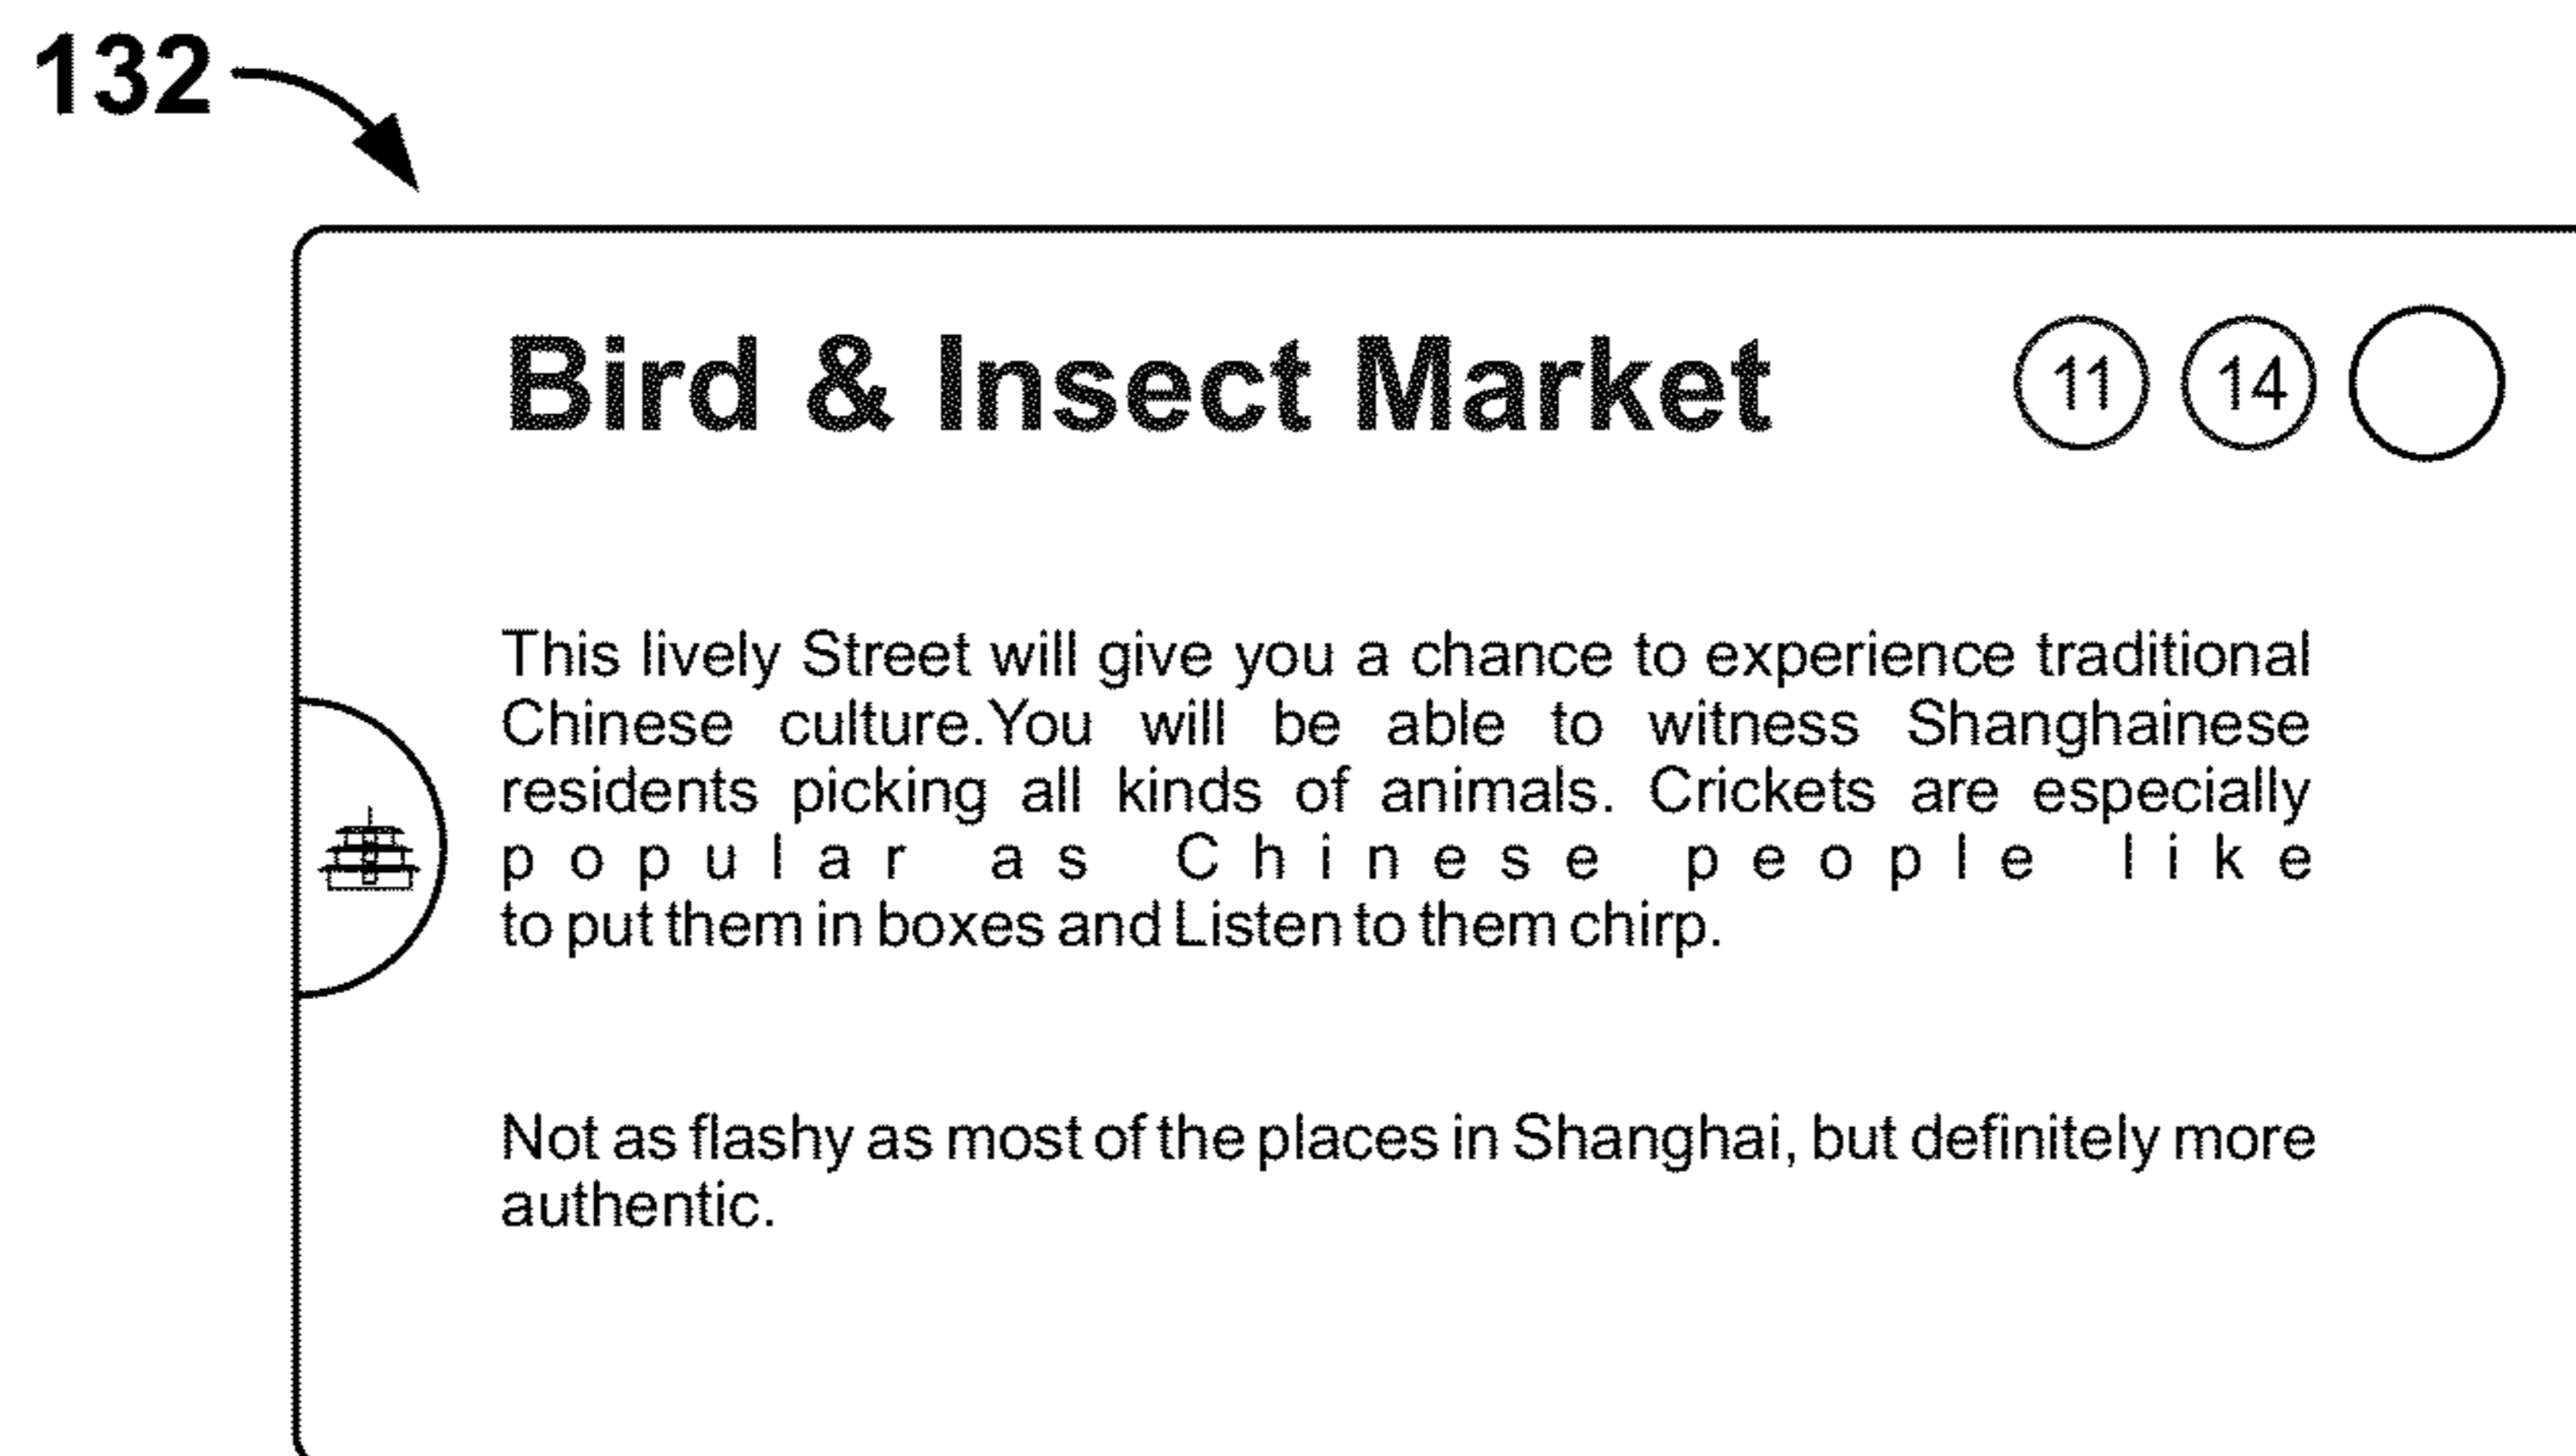 132
Bird & Insect Market 11 14
This lively Street will give you a chance to experience traditional
Chinese culture.You will be able to witness Shanghainese
residents picking all kinds of animals. Crickets are especially
popular as Chinese people like
to put them in boxes and Listen to them chirp.
Not as flashy as most of the places in Shanghai, but definitely more
authentic.